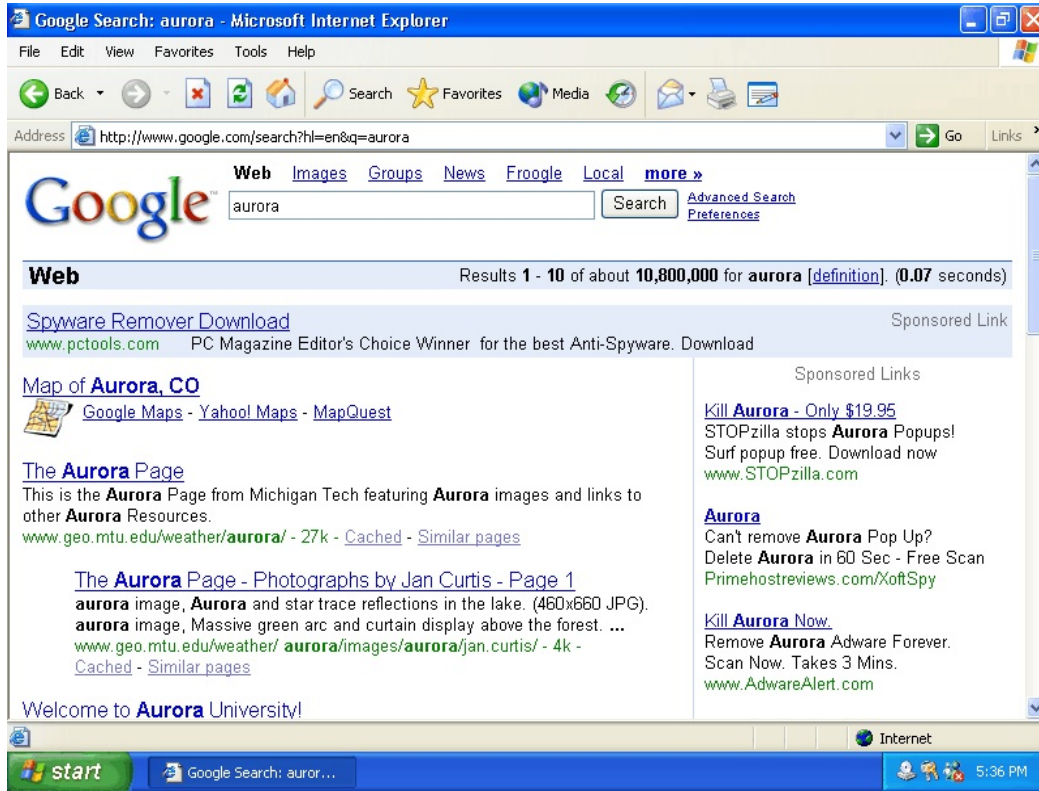 Google Search: aurora - Microsoft Internet Explorer
File Edit View Favorites Tools Help
Back Search Favorites Media
Address http://www.google.com/search?hl=en&q=aurora Go Links »
Google™
Web Images Groups News Froogle Local more »
aurora Search Advanced Search
Preferences
Web Results 1 - 10 of about 10,800,000 for aurora [definition]. (0.07 seconds)
Spyware Remover Download Sponsored Link
www.pctools.com PC Magazine Editor's Choice Winner for the best Anti-Spyware. Download
Map of Aurora, CO
Google Maps - Yahoo! Maps - MapQuest
The Aurora Page
This is the Aurora Page from Michigan Tech featuring Aurora images and links to
other Aurora Resources.
www.geo.mtu.edu/weather/aurora/ - 27k - Cached - Similar pages
The Aurora Page - Photographs by Jan Curtis - Page 1
aurora image, Aurora and star trace reflections in the lake. (460x660 JPG).
aurora image, Massive green arc and curtain display above the forest. ...
www.geo.mtu.edu/weather/ aurora/images/aurora/jan.curtis/ - 4k -
Cached - Similar pages
Welcome to Aurora University!
Sponsored Links
Kill Aurora - Only $19.95
STOPzilla stops Aurora Popups!
Surf popup free. Download now
www.STOPzilla.com
Aurora
Can't remove Aurora Pop Up?
Delete Aurora in 60 Sec - Free Scan
Primehostreviews.com/XoftSpy
Kill Aurora Now.
Remove Aurora Adware Forever.
Scan Now. Takes 3 Mins.
www.AdwareAlert.com
Internet
start Google Search: auror... 5:36 PM